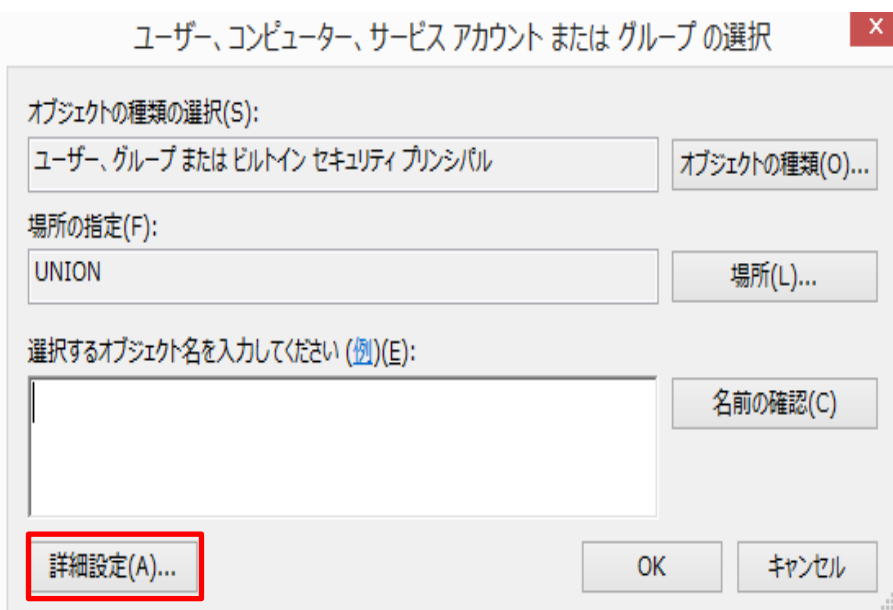 ユーザー、コンピューター、サービス アカウント または グループ の選択
X
オブジェクトの種類の選択(S):
ユーザー、グループ または ビルトイン セキュリティ プリンシパル
オブジェクトの種類(O)...
場所の指定(F):
UNION
場所(L)...
選択するオブジェクト名を入力してください (例)(E):
名前の確認(C)
詳細設定(A)...
OK
キャンセル